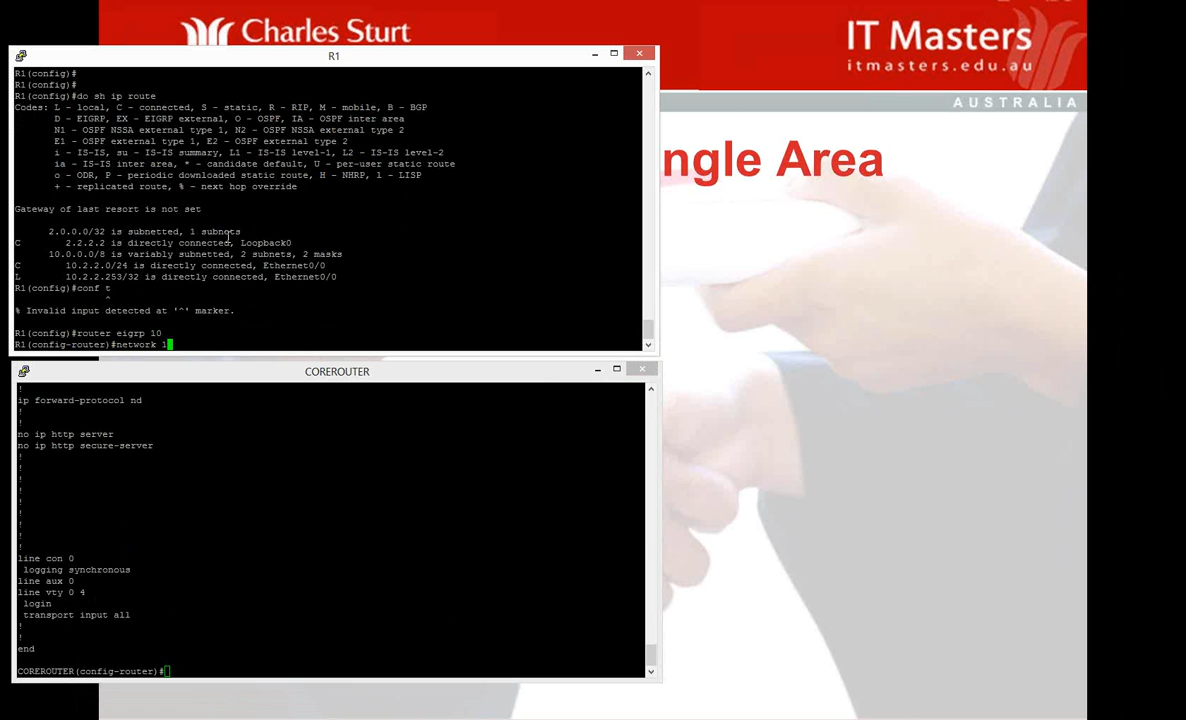 Charles Sturt
IT Masters
itmasters.edu.au
AUSTRALIA
ngle Area
R1
R1(config)#
R1(config)#
R1(config)#do sh ip route
Codes: L - local, C - connected, S - static, R - RIP, M - mobile, B - BGP
D - EIGRP, EX - EIGRP external, O - OSPF, IA - OSPF inter area
N1 - OSPF NSSA external type 1, N2 - OSPF NSSA external type 2
E1 - OSPF external type 1, E2 - OSPF external type 2
i - IS-IS, su - IS-IS summary, L1 - IS-IS level-1, L2 - IS-IS level-2
ia - IS-IS inter area, * - candidate default, U - per-user static route
o - ODR, P - periodic downloaded static route, H - NHRP, l - LISP
+ - replicated route, % - next hop override
Gateway of last resort is not set
2.0.0.0/32 is subnetted, 1 subnets
C 2.2.2.2 is directly connected, Loopback0
10.0.0.0/8 is variably subnetted, 2 subnets, 2 masks
C 10.2.2.0/24 is directly connected, Ethernet0/0
L 10.2.2.253/32 is directly connected, Ethernet0/0
R1(config)#conf t
^
% Invalid input detected at '^' marker.
R1(config)#router eigrp 10
R1(config-router)#network 1
COREROUTER
!
ip forward-protocol nd
!
!
no ip http server
no ip http secure-server
!
!
!
!
!
!
!
!
!
line con 0
logging synchronous
line aux 0
line vty 0 4
login
transport input all
!
!
end
COREROUTER(config-router)#